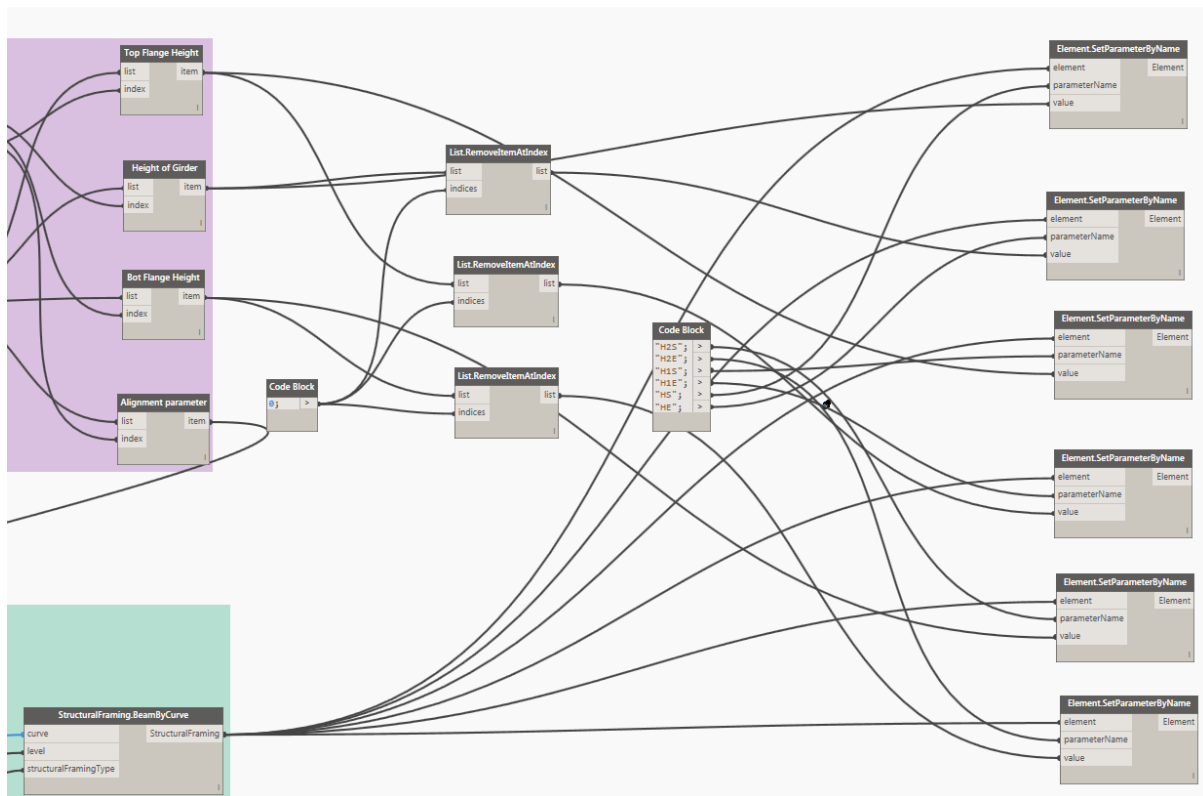 Top Flange Height
list item
index
Height of Girder
list item
index
Bot Flange Height
list item
index
Alignment parameter
list item
index
Code Block
0; >
List.RemoveItemAtIndex
list list
indices
List.RemoveItemAtIndex
list list
indices
List.RemoveItemAtIndex
list list
indices
Code Block
"H2S"; >
"H2E"; >
"H1S"; >
"H1E"; >
"HS"; >
"HE"; >
Element.SetParameterByName
element Element
parameterName
value
Element.SetParameterByName
element Element
parameterName
value
Element.SetParameterByName
element Element
parameterName
value
Element.SetParameterByName
element Element
parameterName
value
Element.SetParameterByName
element Element
parameterName
value
Element.SetParameterByName
element Element
parameterName
value
StructuralFraming.BeamByCurve
curve StructuralFraming
level
structuralFramingType